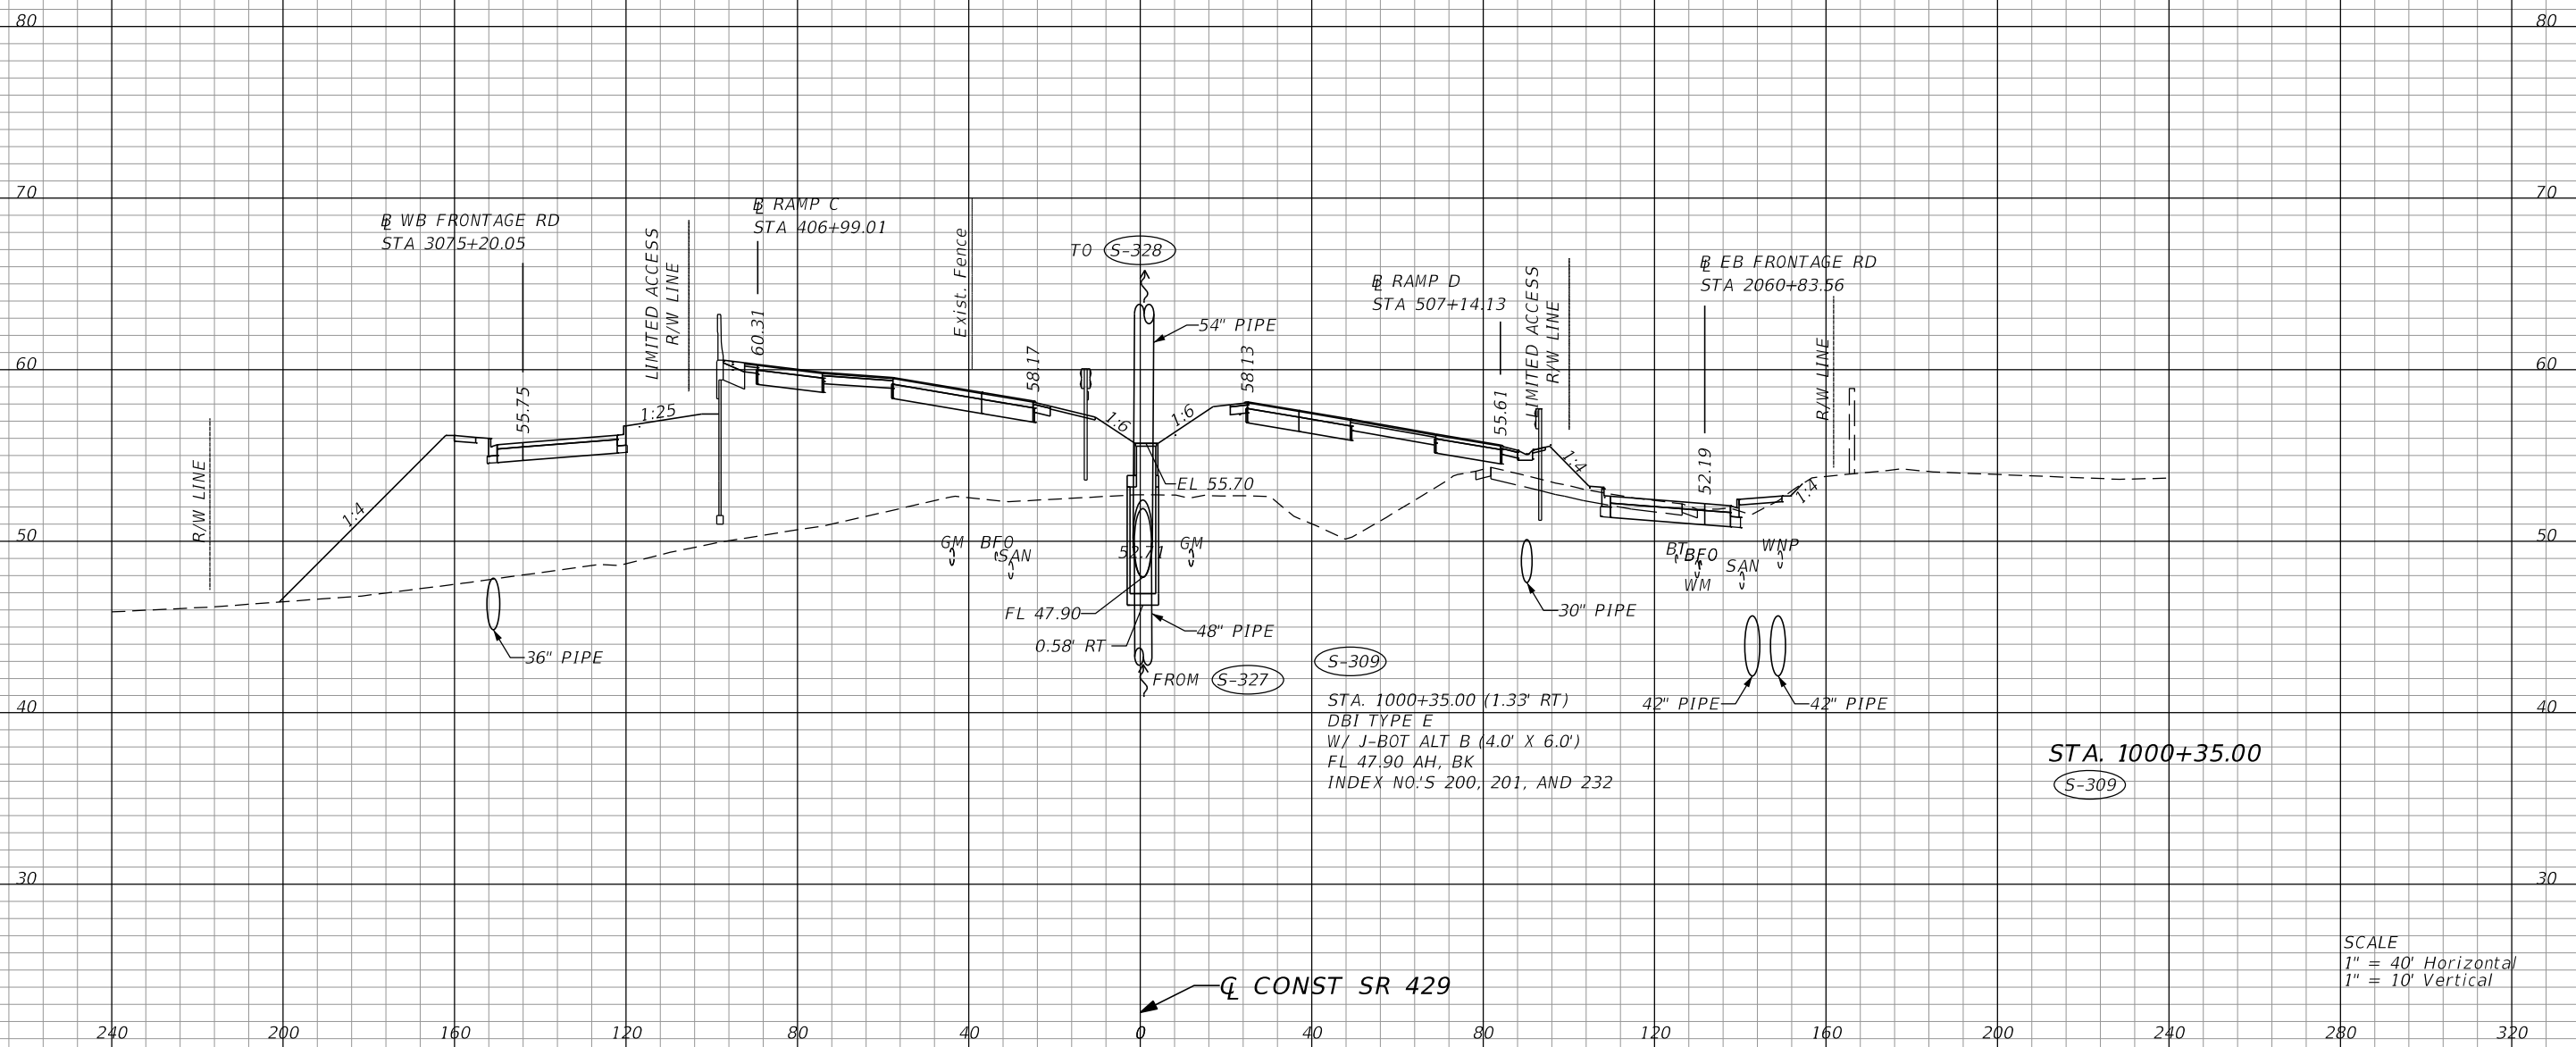 80
80
70
70
60
60
50
50
40
40
30
30
BL WB FRONTAGE RD
STA 3075+20.05
BL RAMP C
STA 406+99.01
LIMITED ACCESS
R/W LINE
Exist. Fence
TO S-328
BL RAMP D
STA 507+14.13
LIMITED ACCESS
R/W LINE
BL EB FRONTAGE RD
STA 2060+83.56
R/W LINE
R/W LINE
55.75
60.31
58.17
58.13
55.61
52.19
54" PIPE
1:4
1:25
1:6
1:6
1:4
1:4
EL 55.70
52.71
GM
BFO
SAN
GM
BT
BFO
WM
SAN
WNP
FL 47.90
0.58' RT
48" PIPE
36" PIPE
30" PIPE
42" PIPE
42" PIPE
FROM S-327
S-309
STA. 1000+35.00 (1.33' RT)
DBI TYPE E
W/ J-BOT ALT B (4.0' X 6.0')
FL 47.90 AH, BK
INDEX NO.'S 200, 201, AND 232
STA. 1000+35.00
S-309
SCALE
1" = 40' Horizontal
1" = 10' Vertical
CL CONST SR 429
240 200 160 120 80 40 0 40 80 120 160 200 240 280 320